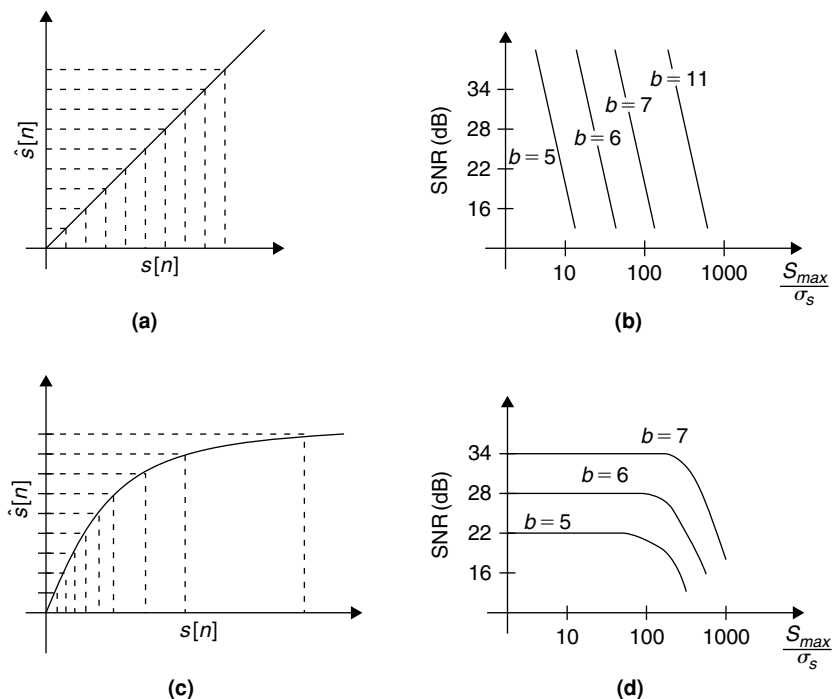 ŝ[n]
s[n]
(a)
SNR (dB)
34
28
22
16
b = 5
b = 6
b = 7
b = 11
10
100
1000
S_max
σ_s
(b)
ŝ[n]
s[n]
(c)
SNR (dB)
34
28
22
16
b = 7
b = 6
b = 5
10
100
1000
S_max
σ_s
(d)